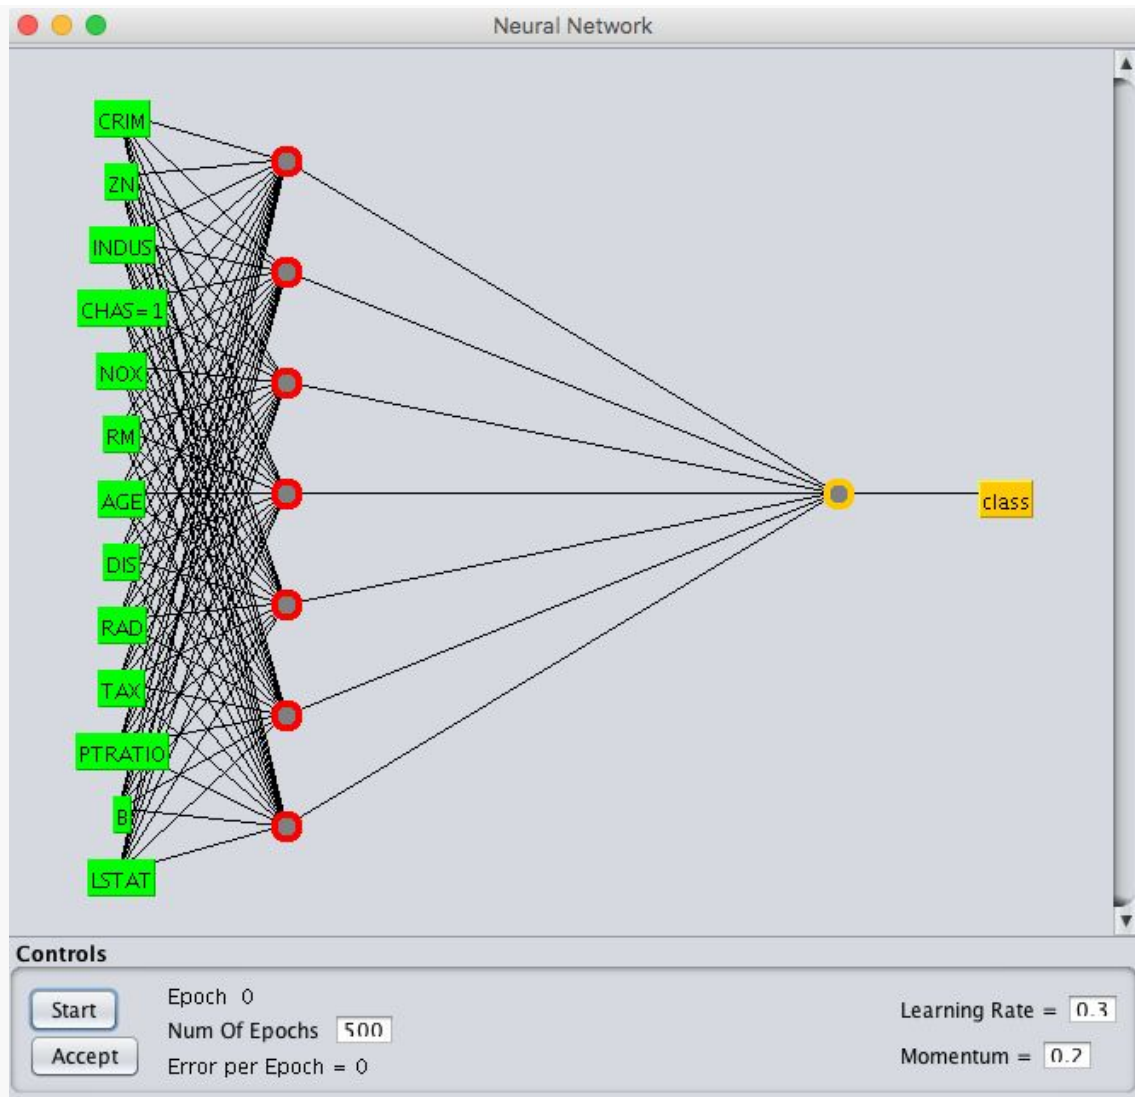 Neural Network
CRIM
ZN
INDUS
CHAS=1
NOX
RM
AGE
DIS
RAD
TAX
PTRATIO
B
LSTAT
class
Controls
Start
Accept
Epoch 0
Num Of Epochs 500
Error per Epoch = 0
Learning Rate = 0.3
Momentum = 0.2